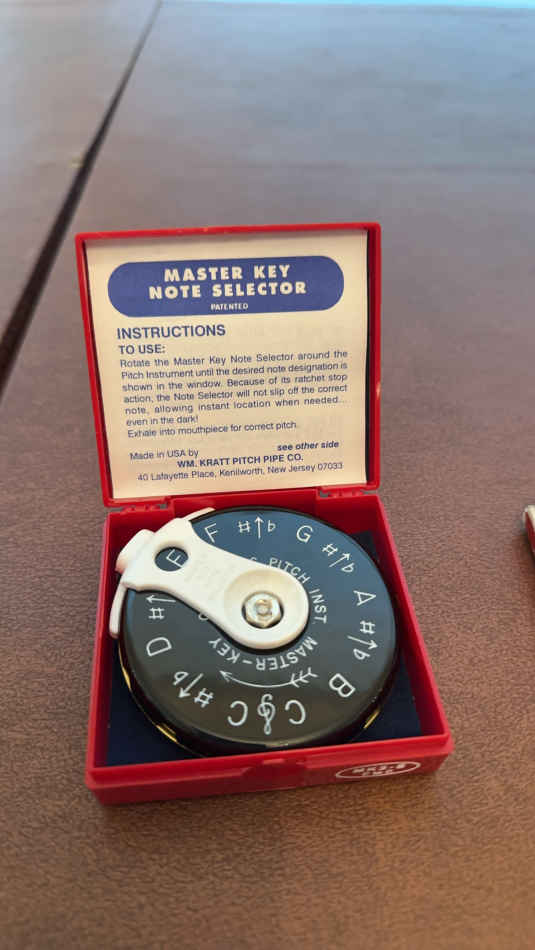 MASTER KEY
NOTE SELECTOR
PATENTED
INSTRUCTIONS
TO USE:
Rotate the Master Key Note Selector around the
Pitch Instrument until the desired note designation is
shown in the window. Because of its ratchet stop
action, the Note Selector will not slip off the correct
note, allowing instant location when needed...
even in the dark!
Exhale into mouthpiece for correct pitch.
see other side
Made in USA by
WM. KRATT PITCH PIPE CO.
40 Lafayette Place, Kenilworth, New Jersey 07033
E
F
#↑♭
G
#↑♭
A
#↑♭
B
C
C
#↑♭
D
#↑
PITCH INST.
MASTER-KEY